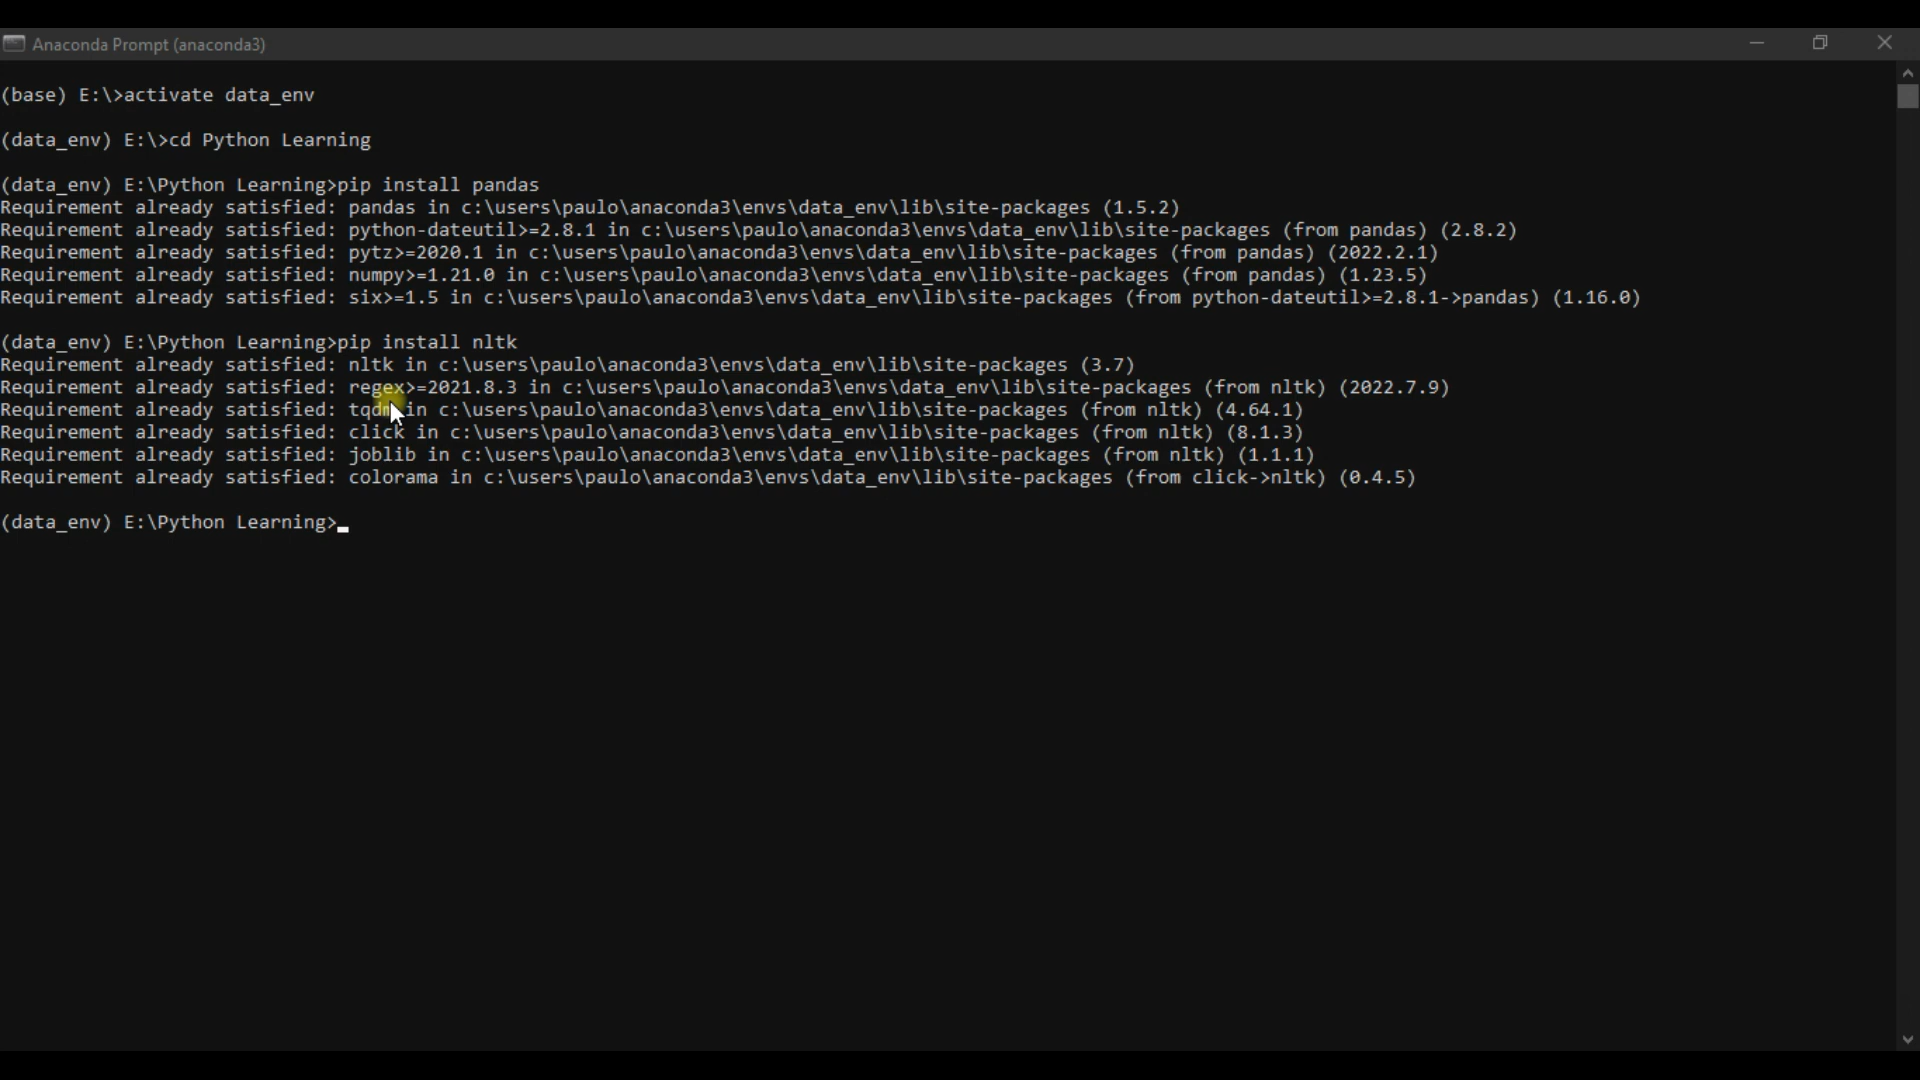 Anaconda Prompt (anaconda3)
(base) E:\>activate data_env
(data_env) E:\>cd Python Learning
(data_env) E:\Python Learning>pip install pandas
Requirement already satisfied: pandas in c:\users\paulo\anaconda3\envs\data_env\lib\site-packages (1.5.2)
Requirement already satisfied: python-dateutil>=2.8.1 in c:\users\paulo\anaconda3\envs\data_env\lib\site-packages (from pandas) (2.8.2)
Requirement already satisfied: pytz>=2020.1 in c:\users\paulo\anaconda3\envs\data_env\lib\site-packages (from pandas) (2022.2.1)
Requirement already satisfied: numpy>=1.21.0 in c:\users\paulo\anaconda3\envs\data_env\lib\site-packages (from pandas) (1.23.5)
Requirement already satisfied: six>=1.5 in c:\users\paulo\anaconda3\envs\data_env\lib\site-packages (from python-dateutil>=2.8.1->pandas) (1.16.0)
(data_env) E:\Python Learning>pip install nltk
Requirement already satisfied: nltk in c:\users\paulo\anaconda3\envs\data_env\lib\site-packages (3.7)
Requirement already satisfied: regex>=2021.8.3 in c:\users\paulo\anaconda3\envs\data_env\lib\site-packages (from nltk) (2022.7.9)
Requirement already satisfied: tqdm in c:\users\paulo\anaconda3\envs\data_env\lib\site-packages (from nltk) (4.64.1)
Requirement already satisfied: click in c:\users\paulo\anaconda3\envs\data_env\lib\site-packages (from nltk) (8.1.3)
Requirement already satisfied: joblib in c:\users\paulo\anaconda3\envs\data_env\lib\site-packages (from nltk) (1.1.1)
Requirement already satisfied: colorama in c:\users\paulo\anaconda3\envs\data_env\lib\site-packages (from click->nltk) (0.4.5)
(data_env) E:\Python Learning>